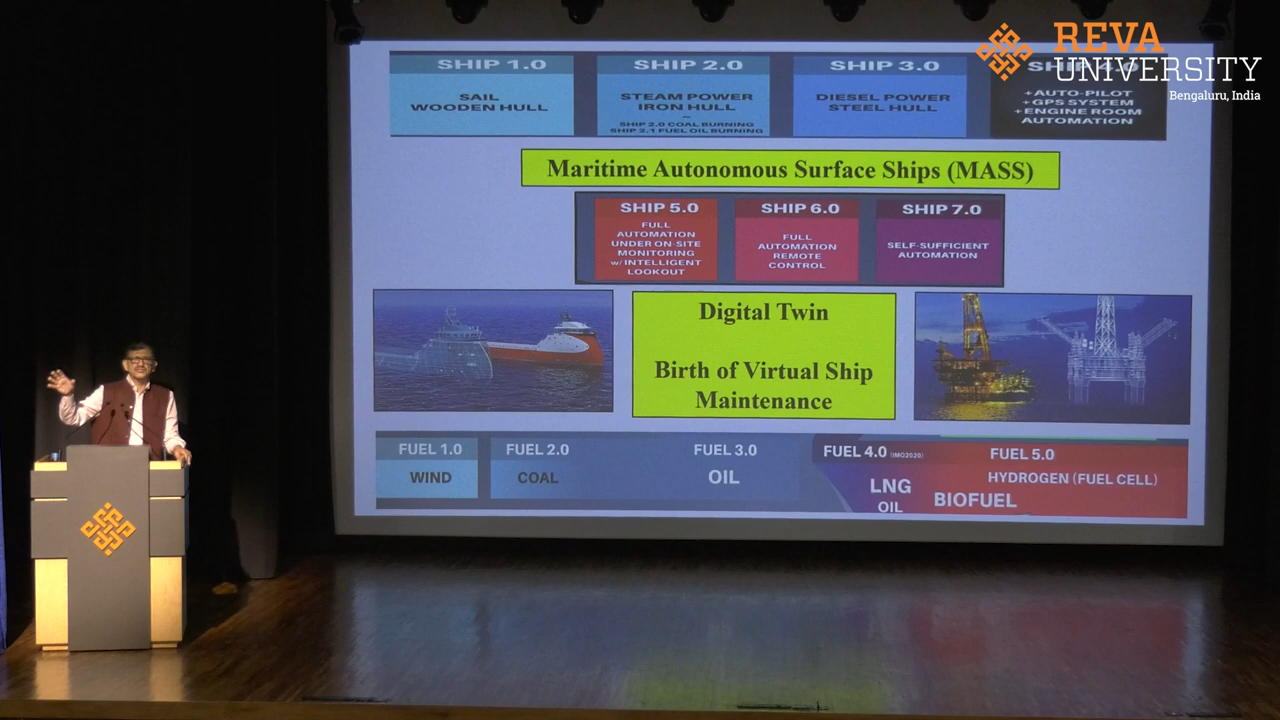 REVA
UNIVERSITY
Bengaluru, India
SHIP 1.0
SAIL
WOODEN HULL
SHIP 2.0
STEAM POWER
IRON HULL
~
SHIP 2.0 COAL BURNING
SHIP 2.1 FUEL OIL BURNING
SHIP 3.0
DIESEL POWER
STEEL HULL
+AUTO-PILOT
+GPS SYSTEM
+ENGINE ROOM
AUTOMATION
Maritime Autonomous Surface Ships (MASS)
SHIP 5.0
FULL
AUTOMATION
UNDER ON-SITE
MONITORING
w/ INTELLIGENT
LOOKOUT
SHIP 6.0
FULL
AUTOMATION
REMOTE
CONTROL
SHIP 7.0
SELF-SUFFICIENT
AUTOMATION
Digital Twin
Birth of Virtual Ship
Maintenance
FUEL 1.0
WIND
FUEL 2.0
COAL
FUEL 3.0
OIL
FUEL 4.0 (IMO2020)
LNG
OIL
FUEL 5.0
HYDROGEN (FUEL CELL)
BIOFUEL